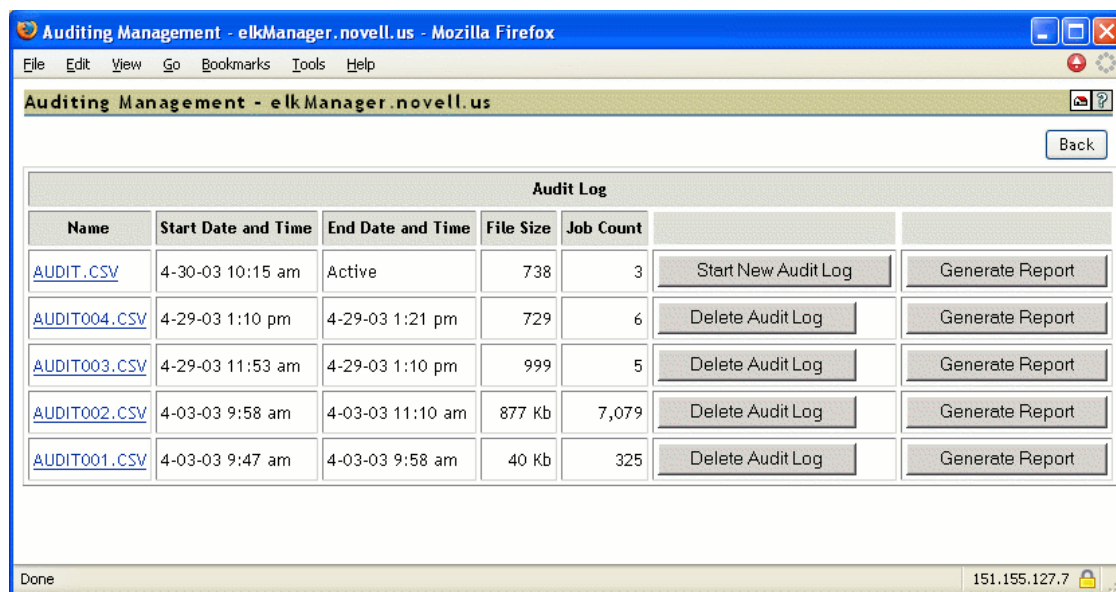 Auditing Management - elkManager.novell.us - Mozilla Firefox
File Edit View Go Bookmarks Tools Help
Auditing Management - elkManager.novell.us
?
Back
Audit Log
Name Start Date and Time End Date and Time File Size Job Count
AUDIT.CSV 4-30-03 10:15 am Active 738 3 Start New Audit Log Generate Report
AUDIT004.CSV 4-29-03 1:10 pm 4-29-03 1:21 pm 729 6 Delete Audit Log Generate Report
AUDIT003.CSV 4-29-03 11:53 am 4-29-03 1:10 pm 999 5 Delete Audit Log Generate Report
AUDIT002.CSV 4-03-03 9:58 am 4-03-03 11:10 am 877 Kb 7,079 Delete Audit Log Generate Report
AUDIT001.CSV 4-03-03 9:47 am 4-03-03 9:58 am 40 Kb 325 Delete Audit Log Generate Report
Done 151.155.127.7